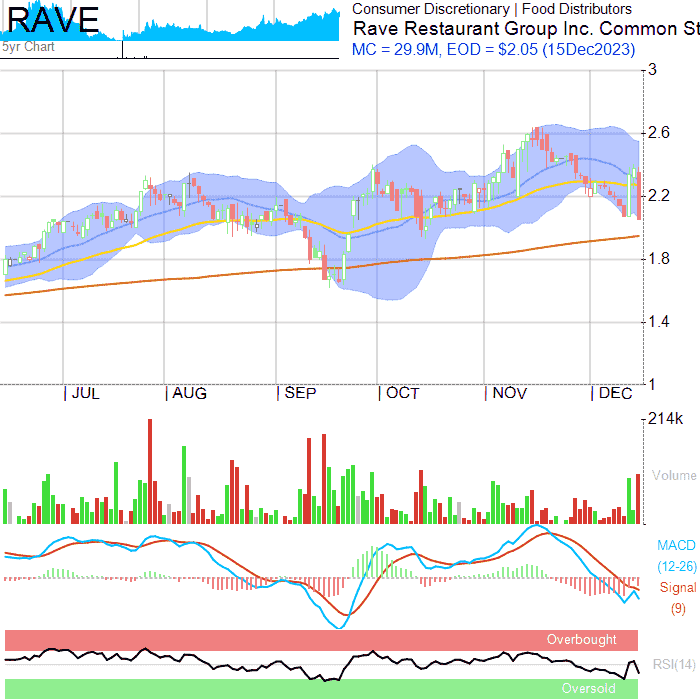 RAVE
5yr Chart
Consumer Discretionary | Food Distributors
Rave Restaurant Group Inc. Common St
MC = 29.9M, EOD = $2.05 (15Dec2023)
3
2.6
2.2
1.8
1.4
1
| JUL | AUG | SEP | OCT | NOV | DEC
214k
Volume
MACD
(12-26)
Signal
(9)
Overbought
RSI(14)
Oversold